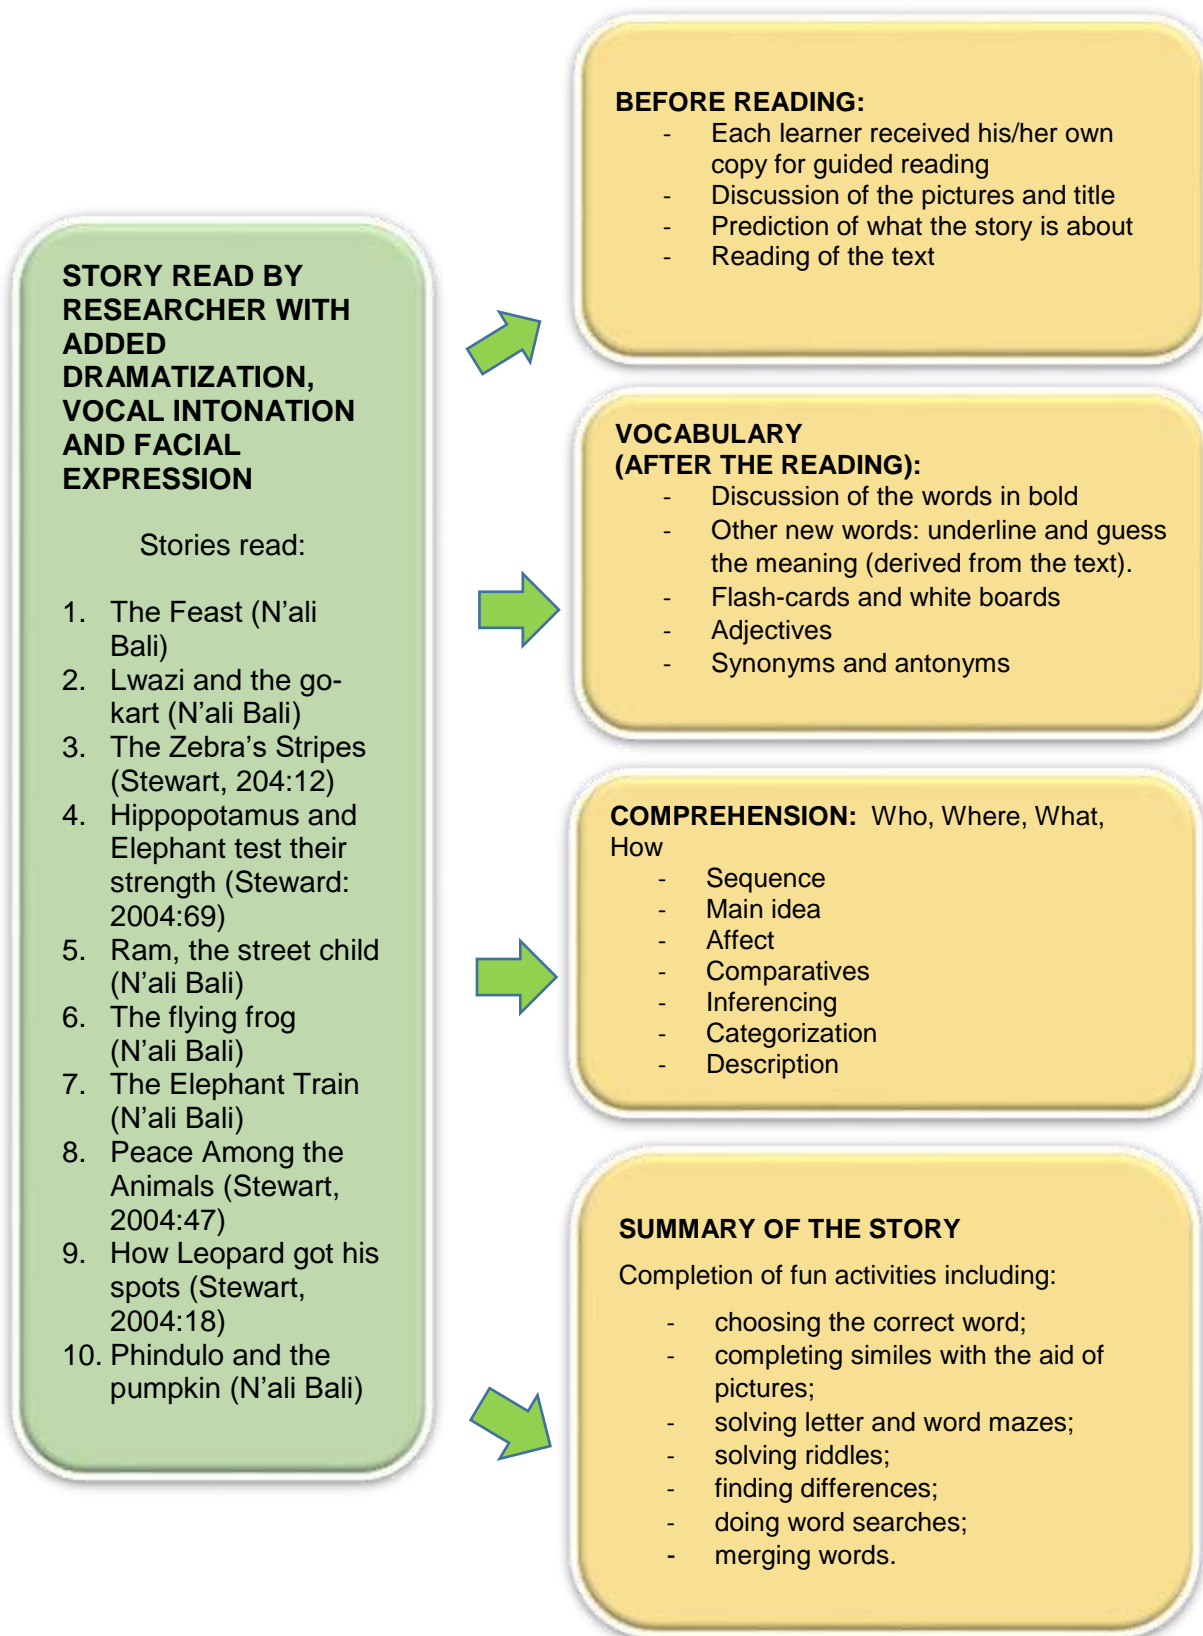 STORY READ BY
RESEARCHER WITH
ADDED
DRAMATIZATION,
VOCAL INTONATION
AND FACIAL
EXPRESSION
Stories read:
1. The Feast (N’ali
Bali)
2. Lwazi and the go-
kart (N’ali Bali)
3. The Zebra’s Stripes
(Stewart, 204:12)
4. Hippopotamus and
Elephant test their
strength (Steward:
2004:69)
5. Ram, the street child
(N’ali Bali)
6. The flying frog
(N’ali Bali)
7. The Elephant Train
(N’ali Bali)
8. Peace Among the
Animals (Stewart,
2004:47)
9. How Leopard got his
spots (Stewart,
2004:18)
10. Phindulo and the
pumpkin (N’ali Bali)
BEFORE READING:
- Each learner received his/her own
copy for guided reading
- Discussion of the pictures and title
- Prediction of what the story is about
- Reading of the text
VOCABULARY
(AFTER THE READING):
- Discussion of the words in bold
- Other new words: underline and guess
the meaning (derived from the text).
- Flash-cards and white boards
- Adjectives
- Synonyms and antonyms
COMPREHENSION: Who, Where, What,
How
- Sequence
- Main idea
- Affect
- Comparatives
- Inferencing
- Categorization
- Description
SUMMARY OF THE STORY
Completion of fun activities including:
- choosing the correct word;
- completing similes with the aid of
pictures;
- solving letter and word mazes;
- solving riddles;
- finding differences;
- doing word searches;
- merging words.